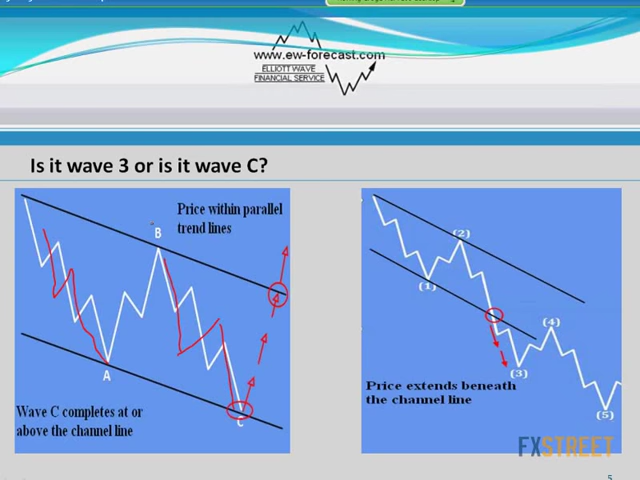 www.ew-forecast.com
ELLIOTT WAVE
FINANCIAL SERVICE
Is it wave 3 or is it wave C?
Price within parallel
trend lines
B
A
C
Wave C completes at or
above the channel line
(2)
(1)
(4)
(3)
(5)
Price extends beneath
the channel line
FXSTREET
5